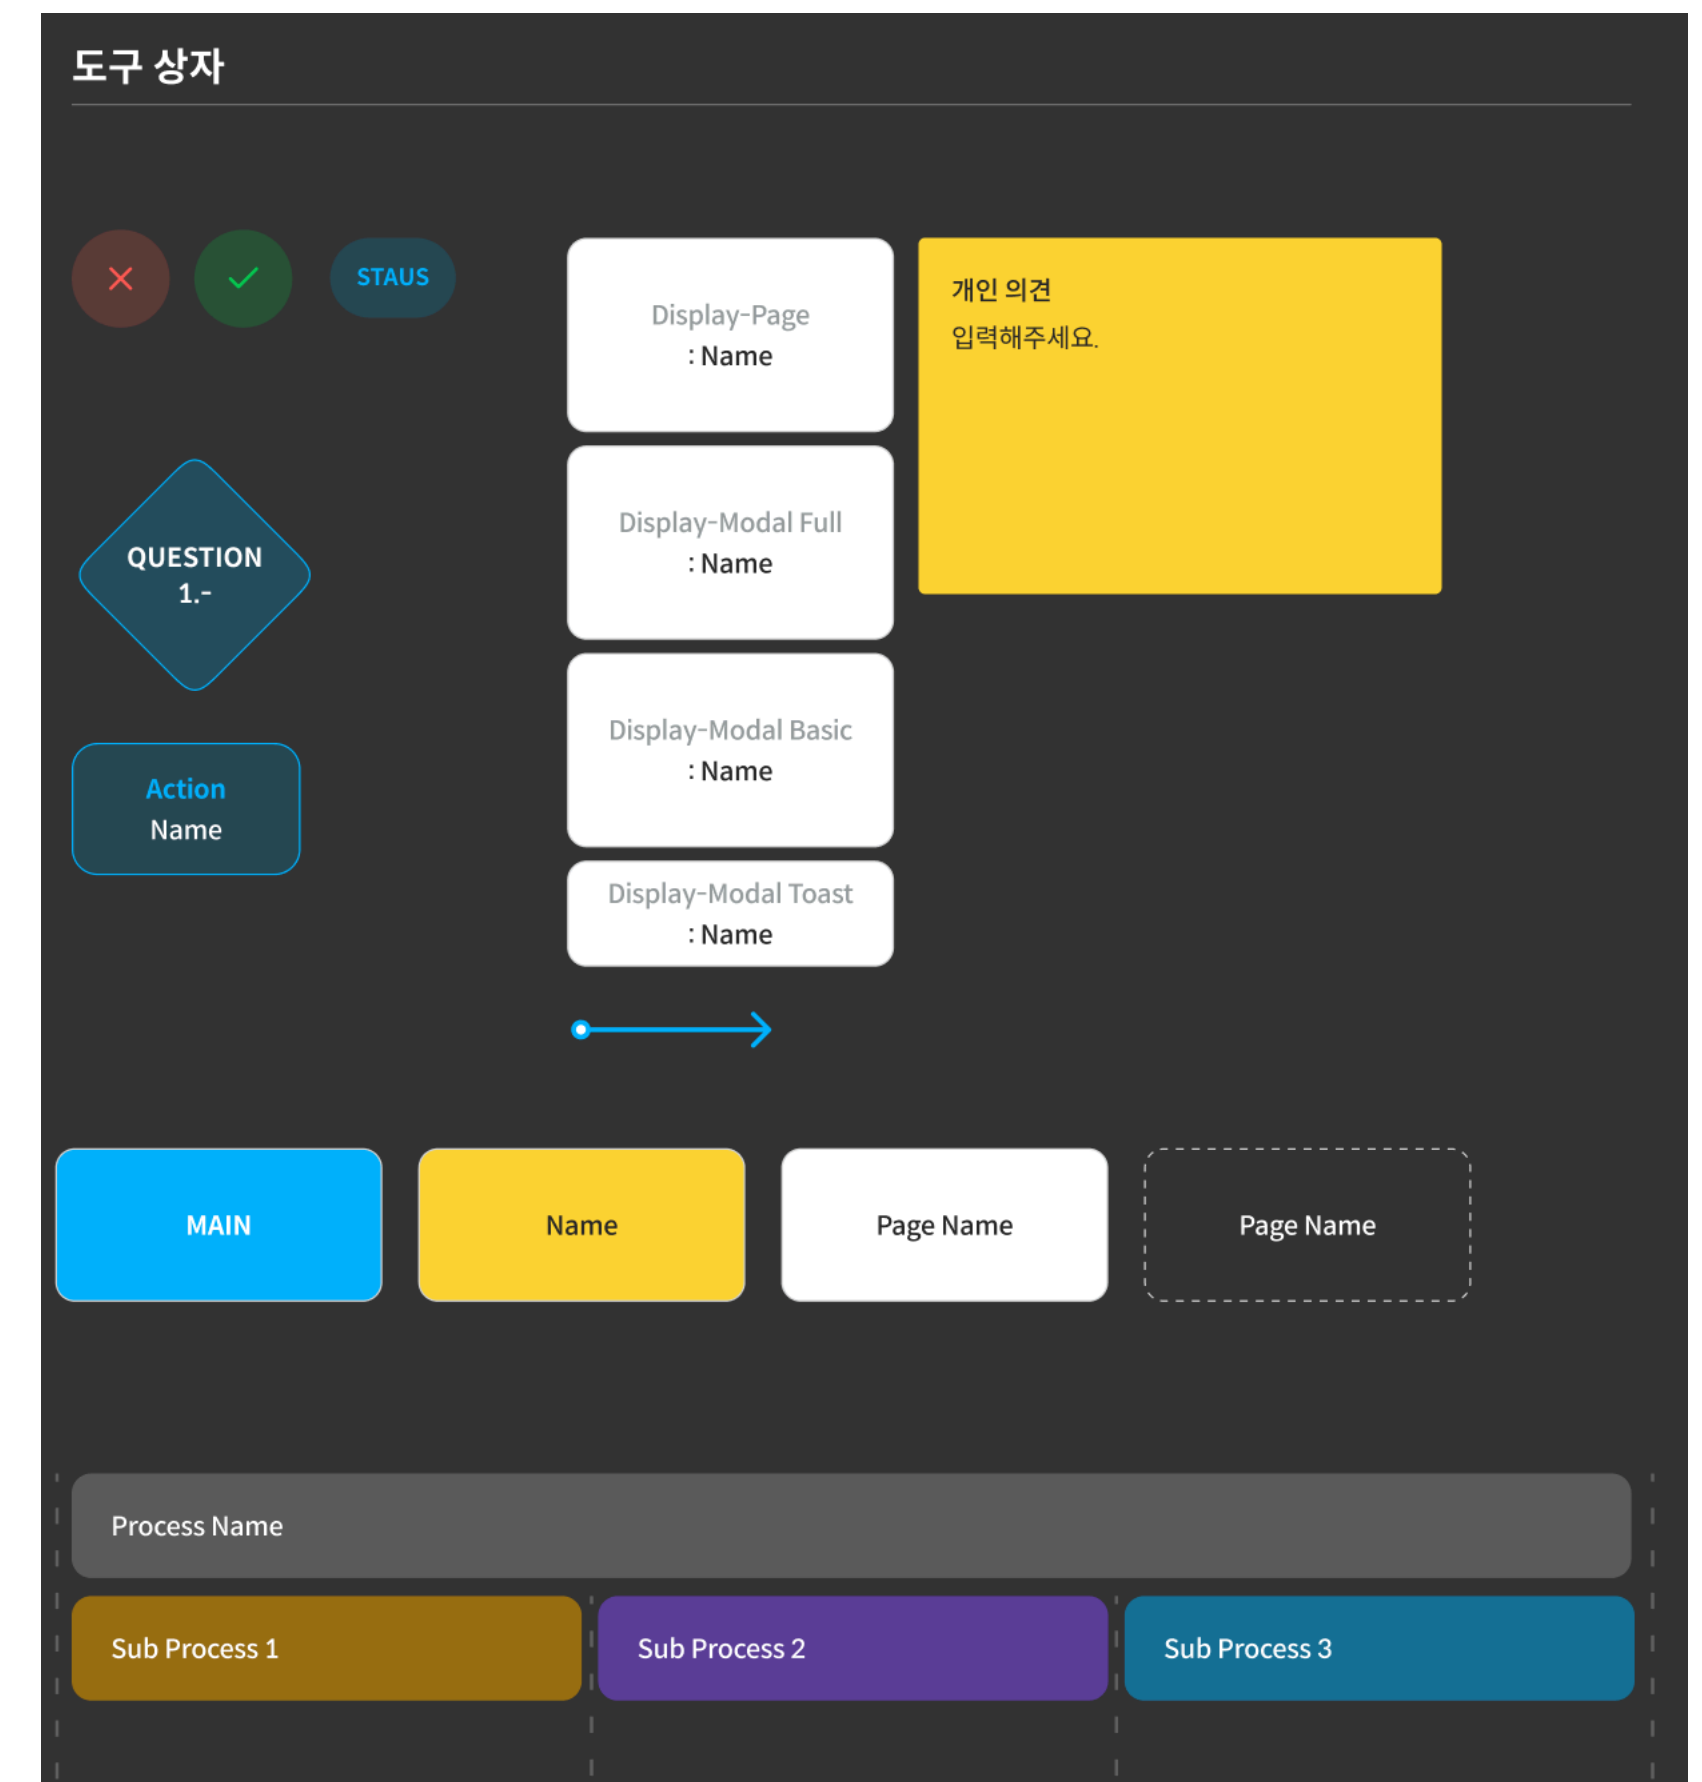 도구 상자
STAUS
QUESTION
1.-
Action
Name
Display-Page
: Name
Display-Modal Full
: Name
Display-Modal Basic
: Name
Display-Modal Toast
: Name
개인 의견
입력해주세요.
MAIN
Name
Page Name
Page Name
Process Name
Sub Process 1
Sub Process 2
Sub Process 3